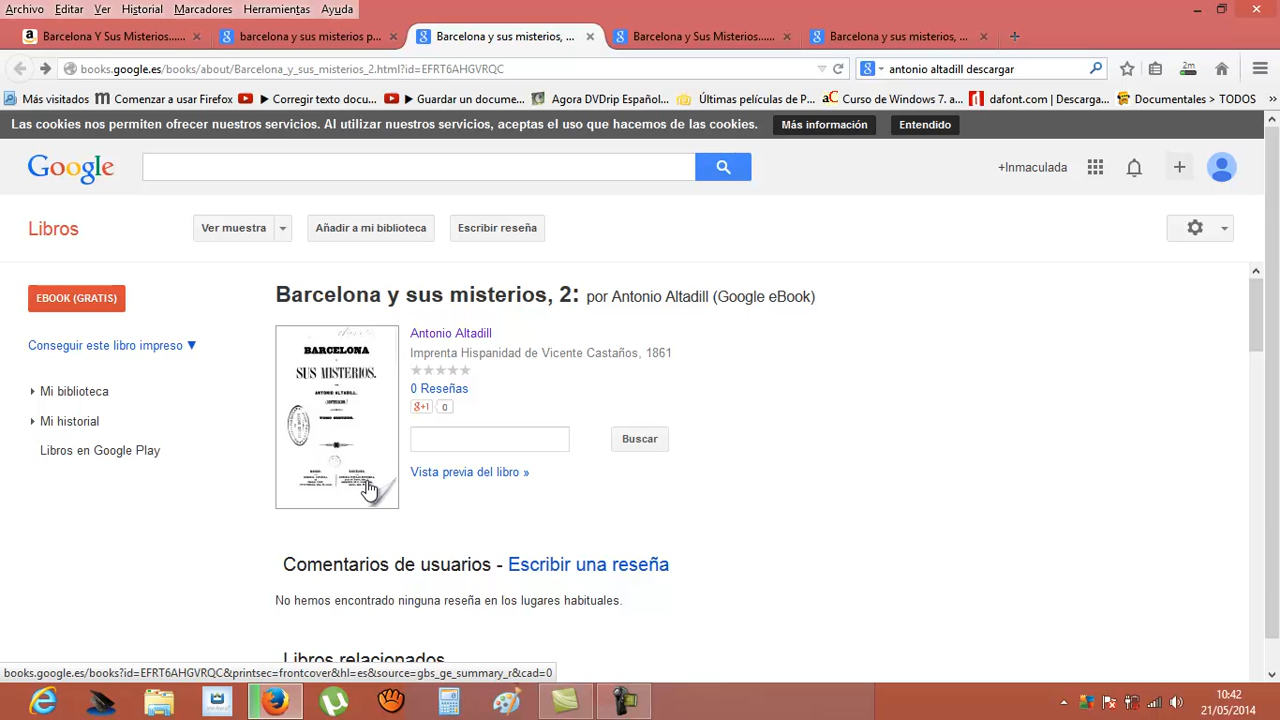 Archivo Editar Ver Historial Marcadores Herramientas Ayuda
Barcelona Y Sus Misterios...... barcelona y sus misterios p... Barcelona y sus misterios, ... Barcelona y Sus Misterios...... Barcelona y sus misterios, ...
books.google.es/books/about/Barcelona_y_sus_misterios_2.html?id=EFRT6AHGVRQC antonio altadill descargar
Más visitados Comenzar a usar Firefox Corregir texto docu... Guardar un docume... Agora DVDrip Español... Últimas películas de P... Curso de Windows 7. a... dafont.com | Descarga... Documentales > TODOS
Las cookies nos permiten ofrecer nuestros servicios. Al utilizar nuestros servicios, aceptas el uso que hacemos de las cookies. Más información Entendido
Google +Inmaculada
Libros Ver muestra Añadir a mi biblioteca Escribir reseña
EBOOK (GRATIS)
Conseguir este libro impreso ▼
Mi biblioteca
Mi historial
Libros en Google Play
Barcelona y sus misterios, 2: por Antonio Altadill (Google eBook)
BARCELONA
SUS MISTERIOS.
ANTONIO ALTADILL.
Antonio Altadill
Imprenta Hispanidad de Vicente Castaños, 1861
0 Reseñas
g+1 0
Buscar
Vista previa del libro »
Comentarios de usuarios - Escribir una reseña
No hemos encontrado ninguna reseña en los lugares habituales.
Libros relacionados
books.google.es/books?id=EFRT6AHGVRQC&printsec=frontcover&hl=es&source=gbs_ge_summary_r&cad=0
10:42
21/05/2014